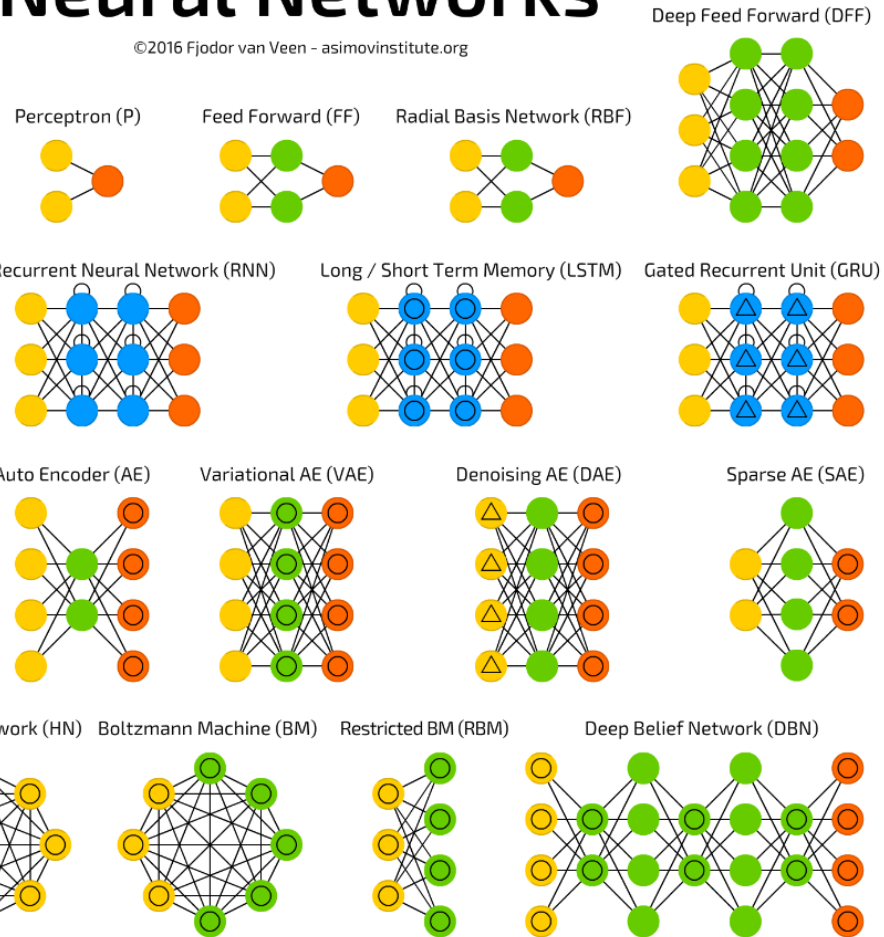 Neural Networks
©2016 Fjodor van Veen - asimovinstitute.org
Deep Feed Forward (DFF)
Perceptron (P)
Feed Forward (FF)
Radial Basis Network (RBF)
Recurrent Neural Network (RNN)
Long / Short Term Memory (LSTM)
Gated Recurrent Unit (GRU)
Auto Encoder (AE)
Variational AE (VAE)
Denoising AE (DAE)
Sparse AE (SAE)
work (HN)
Boltzmann Machine (BM)
Restricted BM (RBM)
Deep Belief Network (DBN)